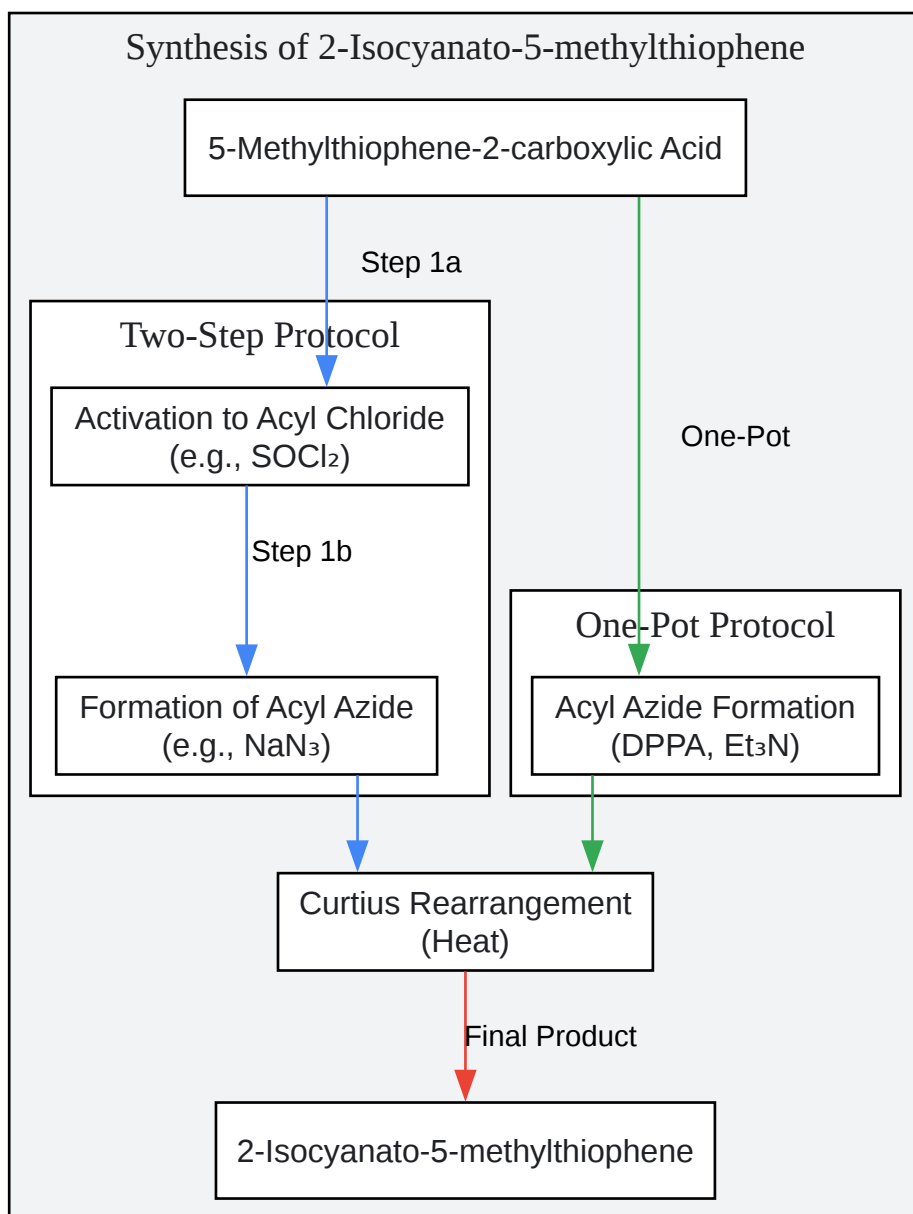 Synthesis of 2-Isocyanato-5-methylthiophene
5-Methylthiophene-2-carboxylic Acid
Step 1a
Two-Step Protocol
Activation to Acyl Chloride
(e.g., SOCl₂)
One-Pot
Step 1b
One-Pot Protocol
Formation of Acyl Azide
(e.g., NaN₃)
Acyl Azide Formation
(DPPA, Et₃N)
Curtius Rearrangement
(Heat)
Final Product
2-Isocyanato-5-methylthiophene